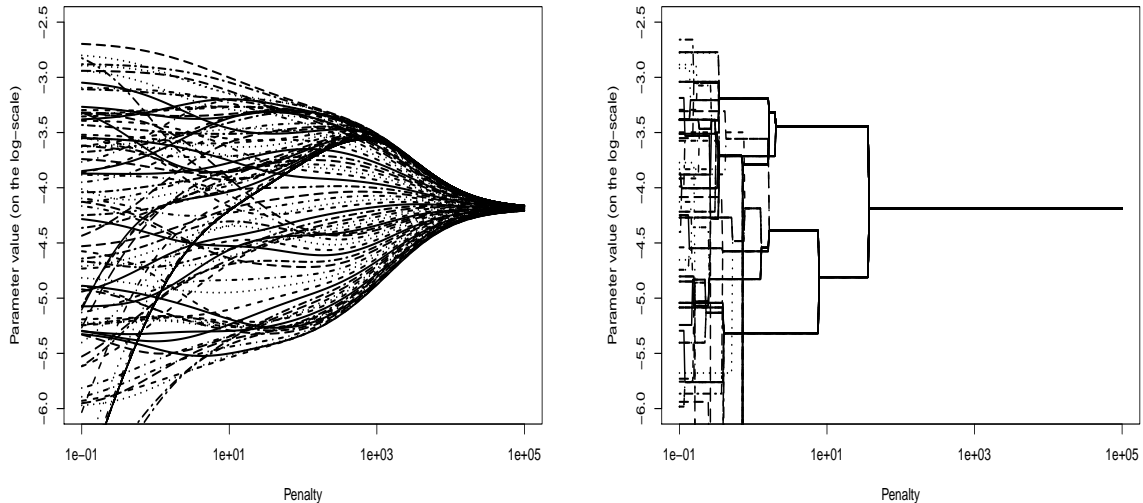 Parameter value (on the log−scale)
−2.5
−3.0
−3.5
−4.0
−4.5
−5.0
−5.5
−6.0
1e−01
1e+01
1e+03
1e+05
Penalty
Parameter value (on the log−scale)
−2.5
−3.0
−3.5
−4.0
−4.5
−5.0
−5.5
−6.0
1e−01
1e+01
1e+03
1e+05
Penalty